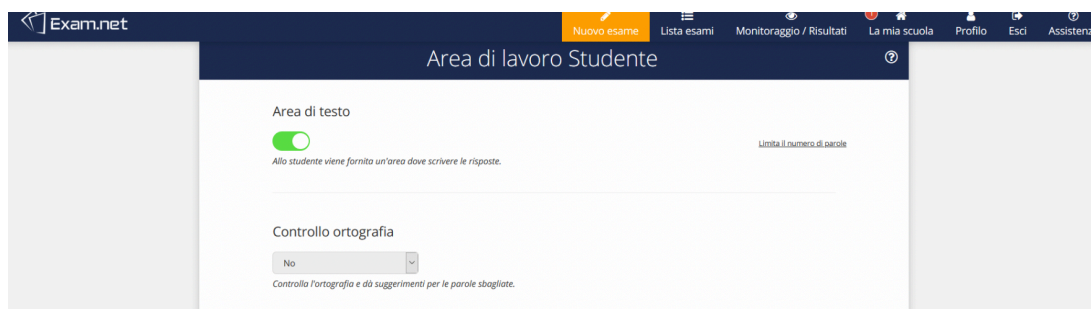 Exam.net
Nuovo esame
Lista esami
Monitoraggio / Risultati
1
La mia scuola
Profilo
Esci
Assistenz
Area di lavoro Studente
?
Area di testo
Limita il numero di parole
Allo studente viene fornita un'area dove scrivere le risposte.
Controllo ortografia
No
Controlla l'ortografia e dà suggerimenti per le parole sbagliate.